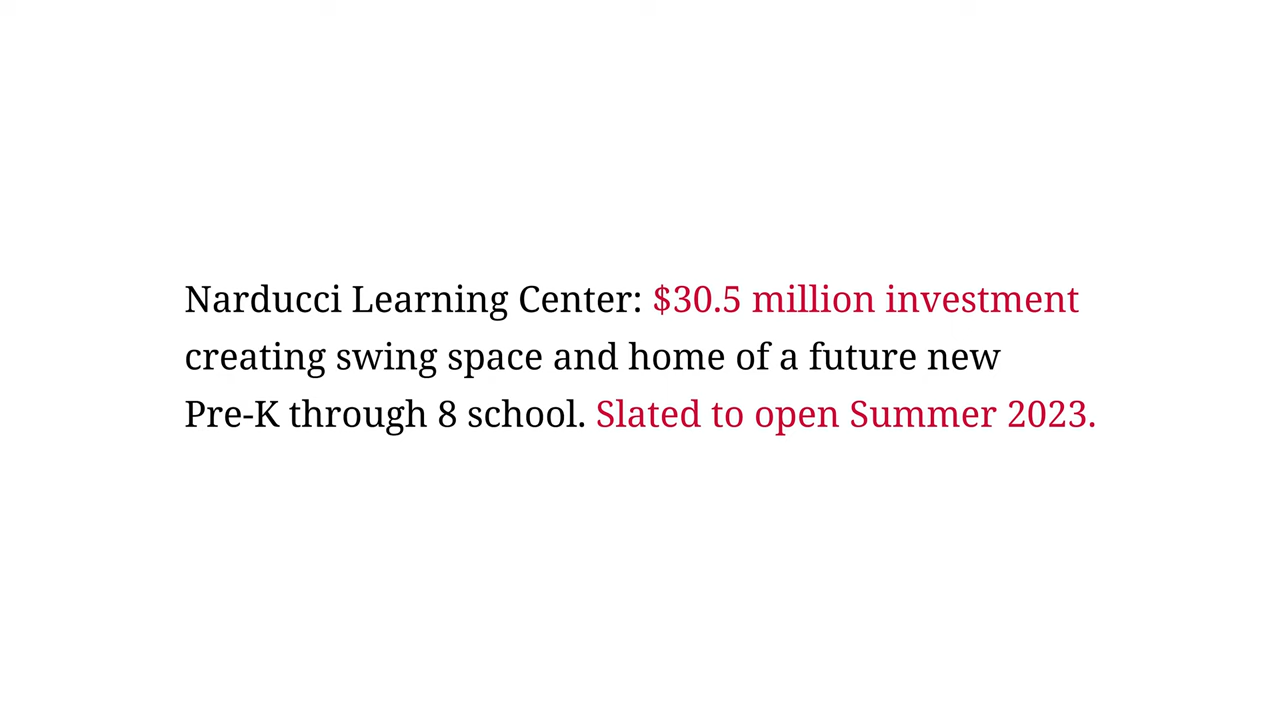 Narducci Learning Center: $30.5 million investment
creating swing space and home of a future new
Pre-K through 8 school. Slated to open Summer 2023.